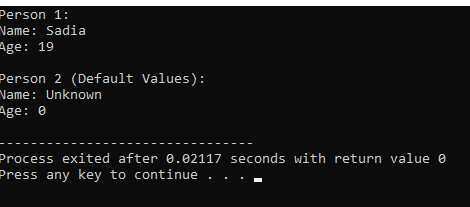 Person 1:
Name: Sadia
Age: 19
Person 2 (Default Values):
Name: Unknown
Age: 0
--------------------------------
Process exited after 0.02117 seconds with return value 0
Press any key to continue . . .